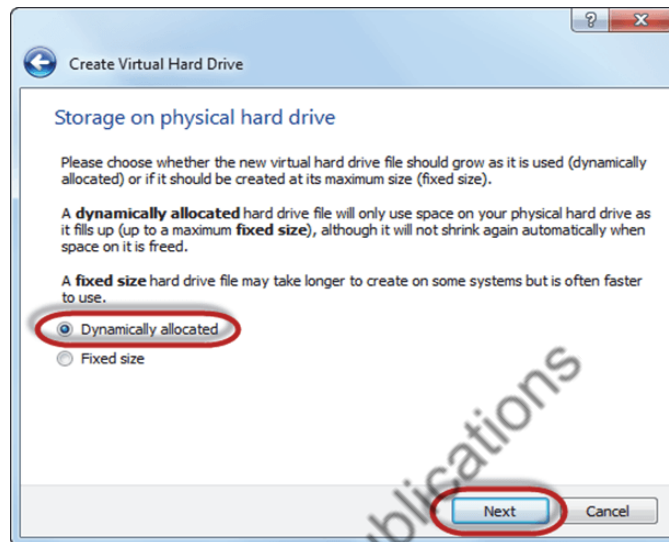 ?
Create Virtual Hard Drive
Storage on physical hard drive
Please choose whether the new virtual hard drive file should grow as it is used (dynamically
allocated) or if it should be created at its maximum size (fixed size).
A dynamically allocated hard drive file will only use space on your physical hard drive as
it fills up (up to a maximum fixed size), although it will not shrink again automatically when
space on it is freed.
A fixed size hard drive file may take longer to create on some systems but is often faster
to use.
Dynamically allocated
Fixed size
blications
Next
Cancel